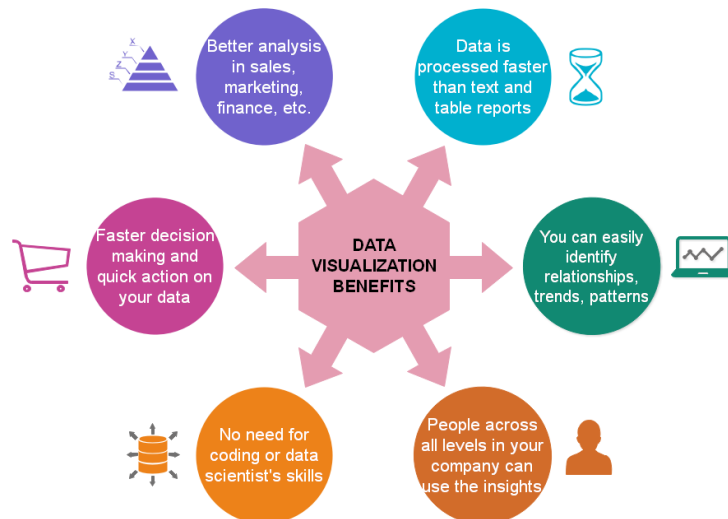 X
Y
Z
S
Better analysis
in sales,
marketing,
finance, etc.
Data is
processed faster
than text and
table reports
Faster decision
making and
quick action on
your data
DATA
VISUALIZATION
BENEFITS
You can easily
identify
relationships,
trends, patterns
No need for
coding or data
scientist's skills
People across
all levels in your
company can
use the insights